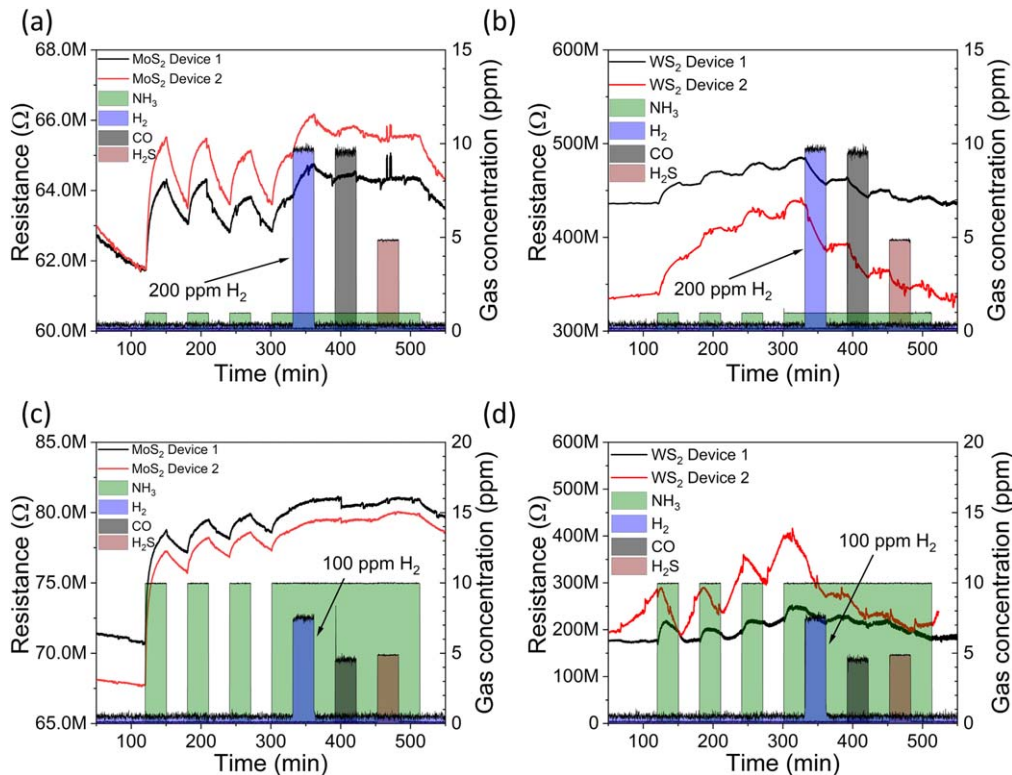 (a)
68.0M
66.0M
64.0M
62.0M
60.0M
Resistance (Ω)
MoS₂ Device 1
MoS₂ Device 2
NH₃
H₂
CO
H₂S
200 ppm H₂
15
10
5
0
Gas concentration (ppm)
100 200 300 400 500
Time (min)
(b)
600M
500M
400M
300M
Resistance (Ω)
WS₂ Device 1
WS₂ Device 2
NH₃
H₂
CO
H₂S
200 ppm H₂
15
10
5
0
Gas concentration (ppm)
100 200 300 400 500
Time (min)
(c)
85.0M
80.0M
75.0M
70.0M
65.0M
Resistance (Ω)
MoS₂ Device 1
MoS₂ Device 2
NH₃
H₂
CO
H₂S
100 ppm H₂
20
15
10
5
0
Gas concentration (ppm)
100 200 300 400 500
Time (min)
(d)
600M
500M
400M
300M
200M
100M
0
Resistance (Ω)
WS₂ Device 1
WS₂ Device 2
NH₃
H₂
CO
H₂S
100 ppm H₂
20
15
10
5
0
Gas concentration (ppm)
100 200 300 400 500
Time (min)